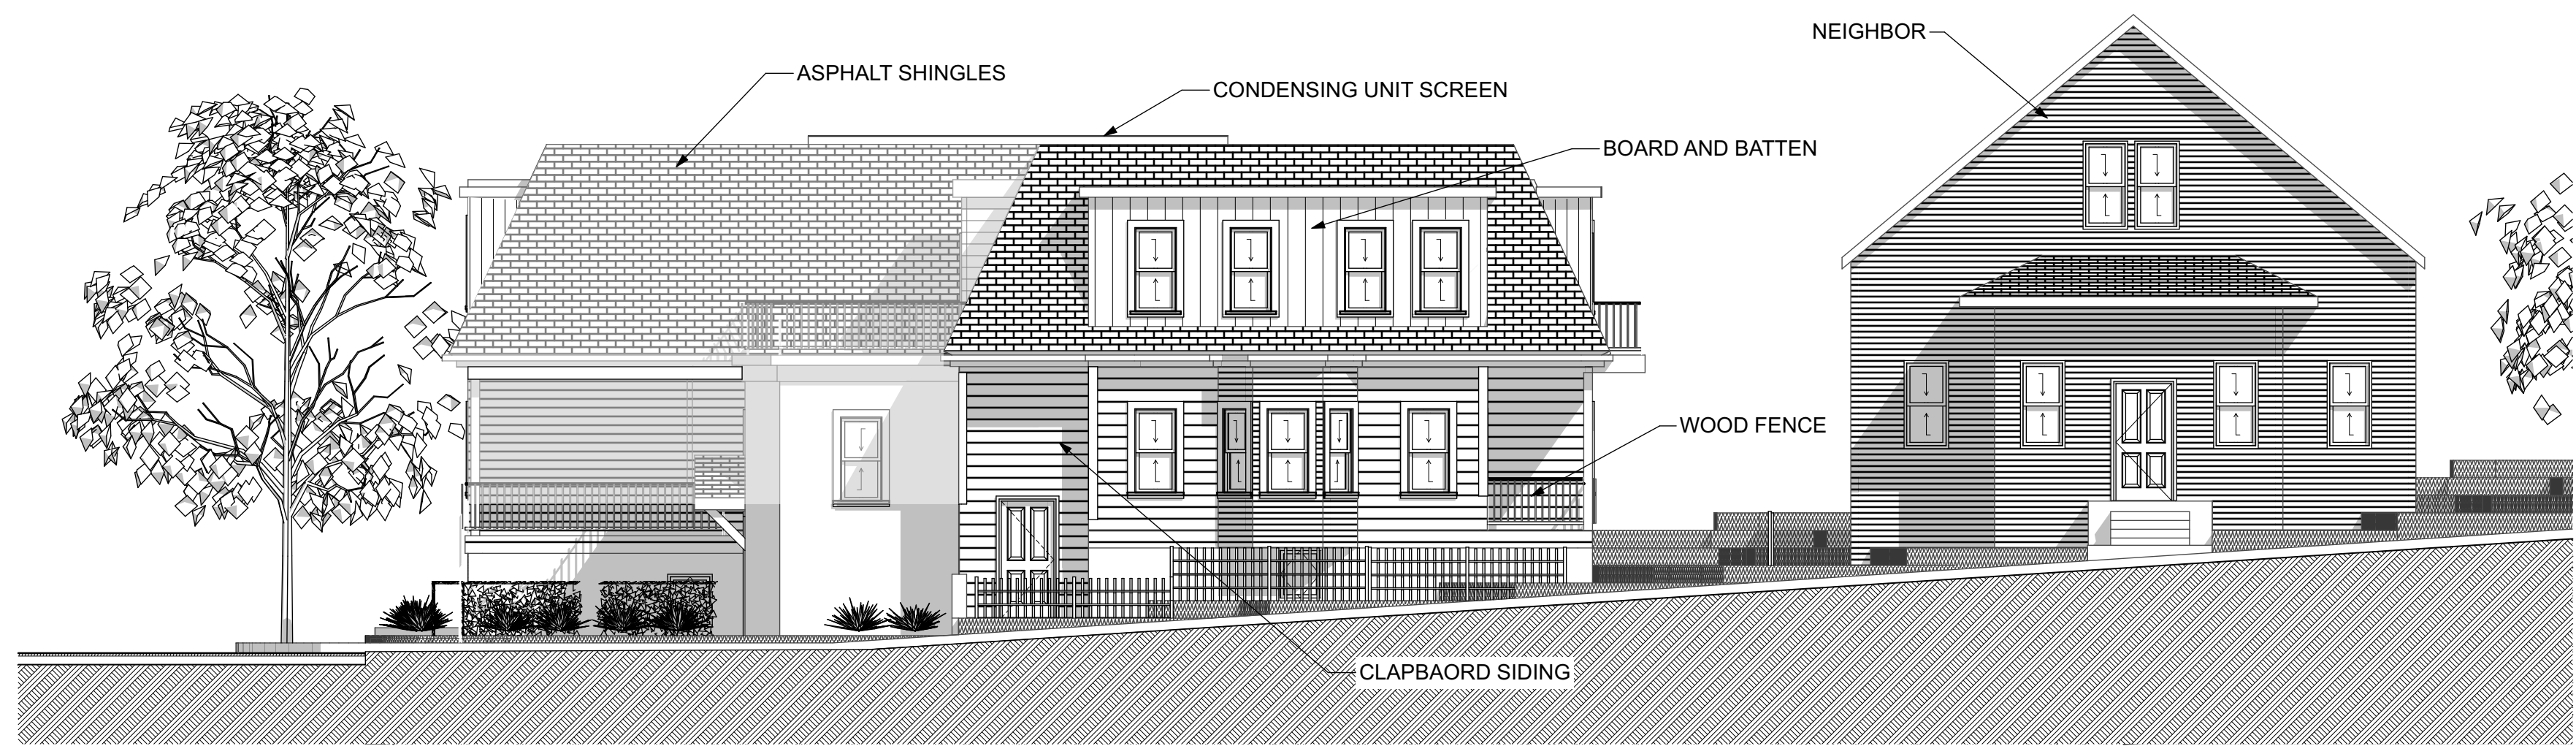 NEIGHBOR
ASPHALT SHINGLES
CONDENSING UNIT SCREEN
BOARD AND BATTEN
WOOD FENCE
CLAPBAORD SIDING